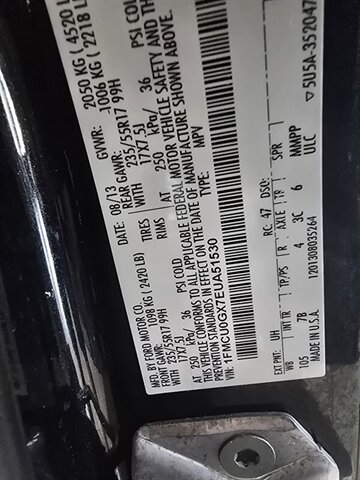 MFD. BY FORD MOTOR CO.
08/13
GVWR: 2050 KG ( 4520 LB
FRONT GAWR: 1098 KG ( 2420 LB)
REAR GAWR: 1006 KG ( 2218 LB
235/55R17 99H
TIRES
235/55R17 99H
17X7.5J
RIMS
17X7.5J
AT 250 kPa/ 36 PSI COLD
AT 250 kPa/ 36 PSI COLD
THIS VEHICLE CONFORMS TO ALL APPLICABLE FEDERAL MOTOR VEHICLE SAFETY AND THEFT
PREVENTION STANDARDS IN EFFECT ON THE DATE OF MANUFACTURE SHOWN ABOVE.
VIN: 1FMCU0GX7EUA51530
TYPE: MPV
EXT PNT: UH
RC: 47
DSO:
WB
INT TR
TP/PS
R
AXLE
TR
SPR
105
7B
4
3C
6
MMPP
MADE IN U.S.A.
1201308035264
ULC
▽5U5A-3S2047